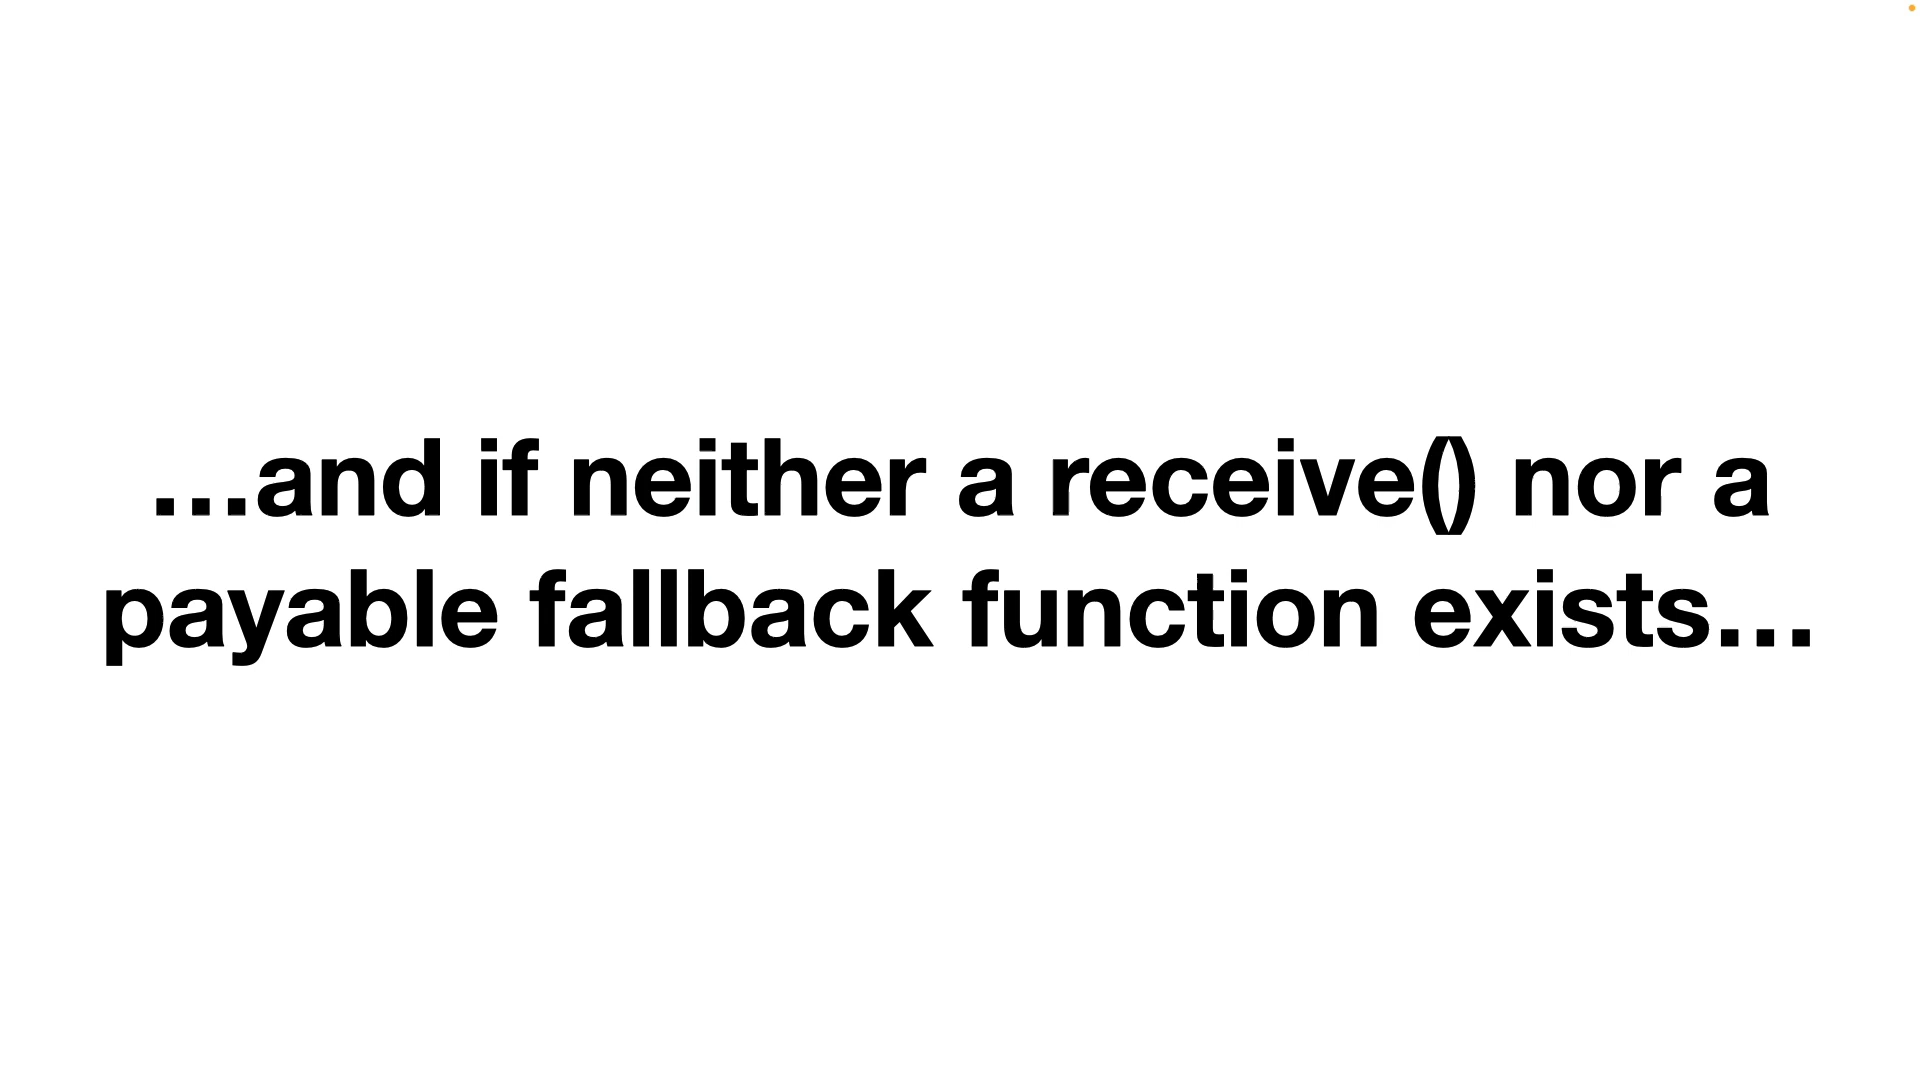 …and if neither a receive() nor a
payable fallback function exists…